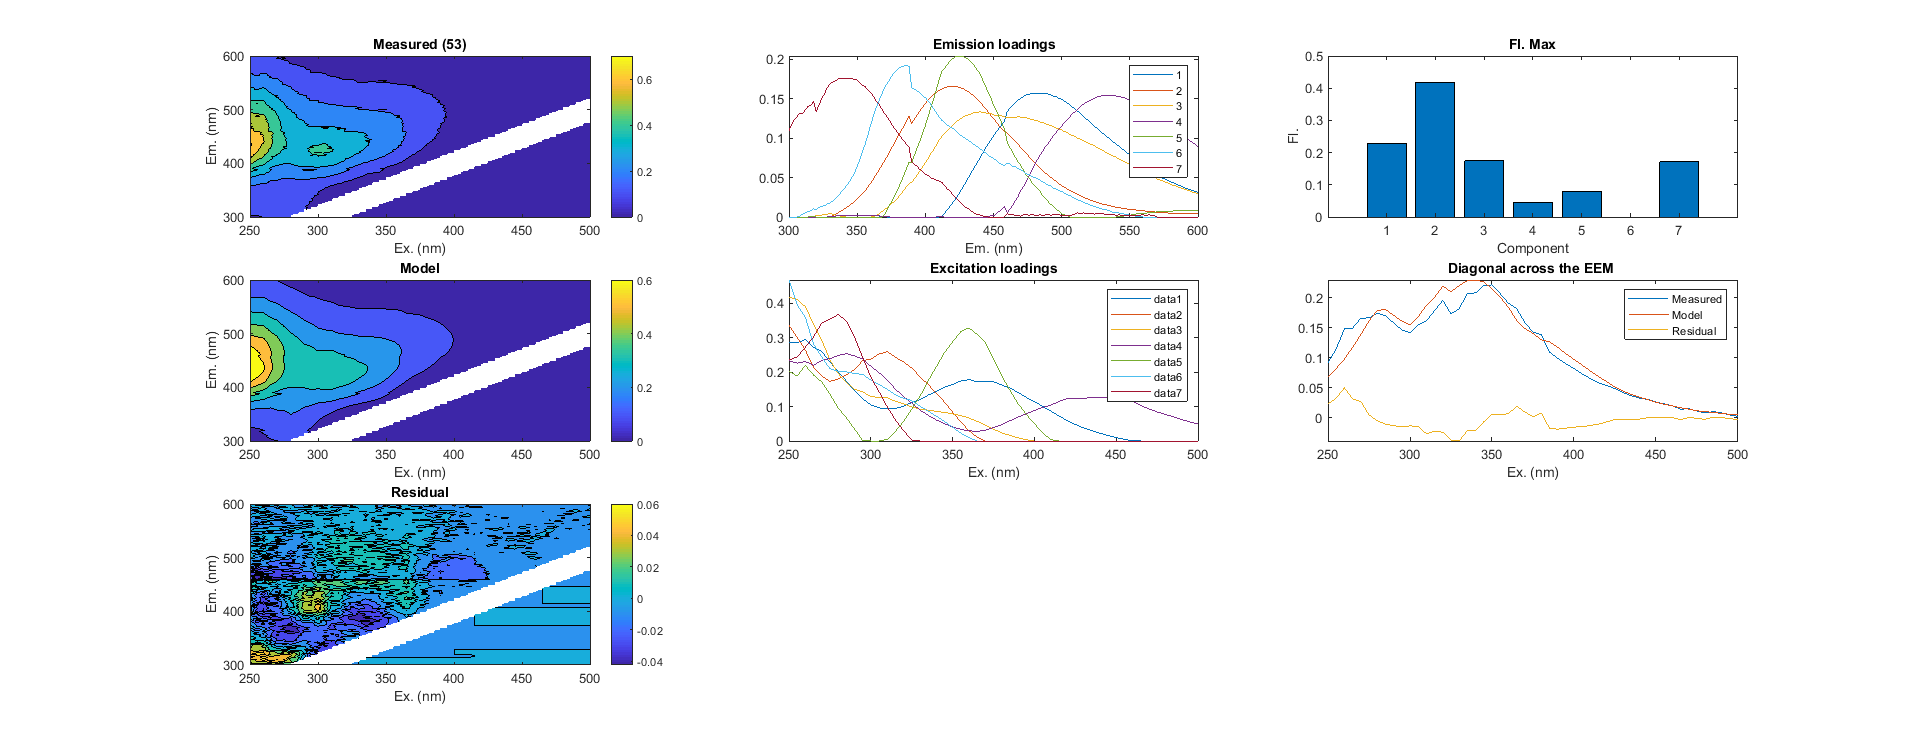 Measured (53)
600
500
400
300
250 300 350 400 450 500
Em. (nm)
Ex. (nm)
0.6
0.4
0.2
0
Emission loadings
0.2
0.15
0.1
0.05
0
300 350 400 450 500 550 600
Em. (nm)
1
2
3
4
5
6
7
Fl. Max
0.5
0.4
0.3
0.2
0.1
0
Fl.
1 2 3 4 5 6 7
Component
Model
600
500
400
300
250 300 350 400 450 500
Em. (nm)
Ex. (nm)
0.6
0.4
0.2
0
Excitation loadings
0.4
0.3
0.2
0.1
0
250 300 350 400 450 500
Ex. (nm)
data1
data2
data3
data4
data5
data6
data7
Diagonal across the EEM
0.2
0.15
0.1
0.05
0
250 300 350 400 450 500
Ex. (nm)
Measured
Model
Residual
Residual
600
500
400
300
250 300 350 400 450 500
Em. (nm)
Ex. (nm)
0.06
0.04
0.02
0
-0.02
-0.04